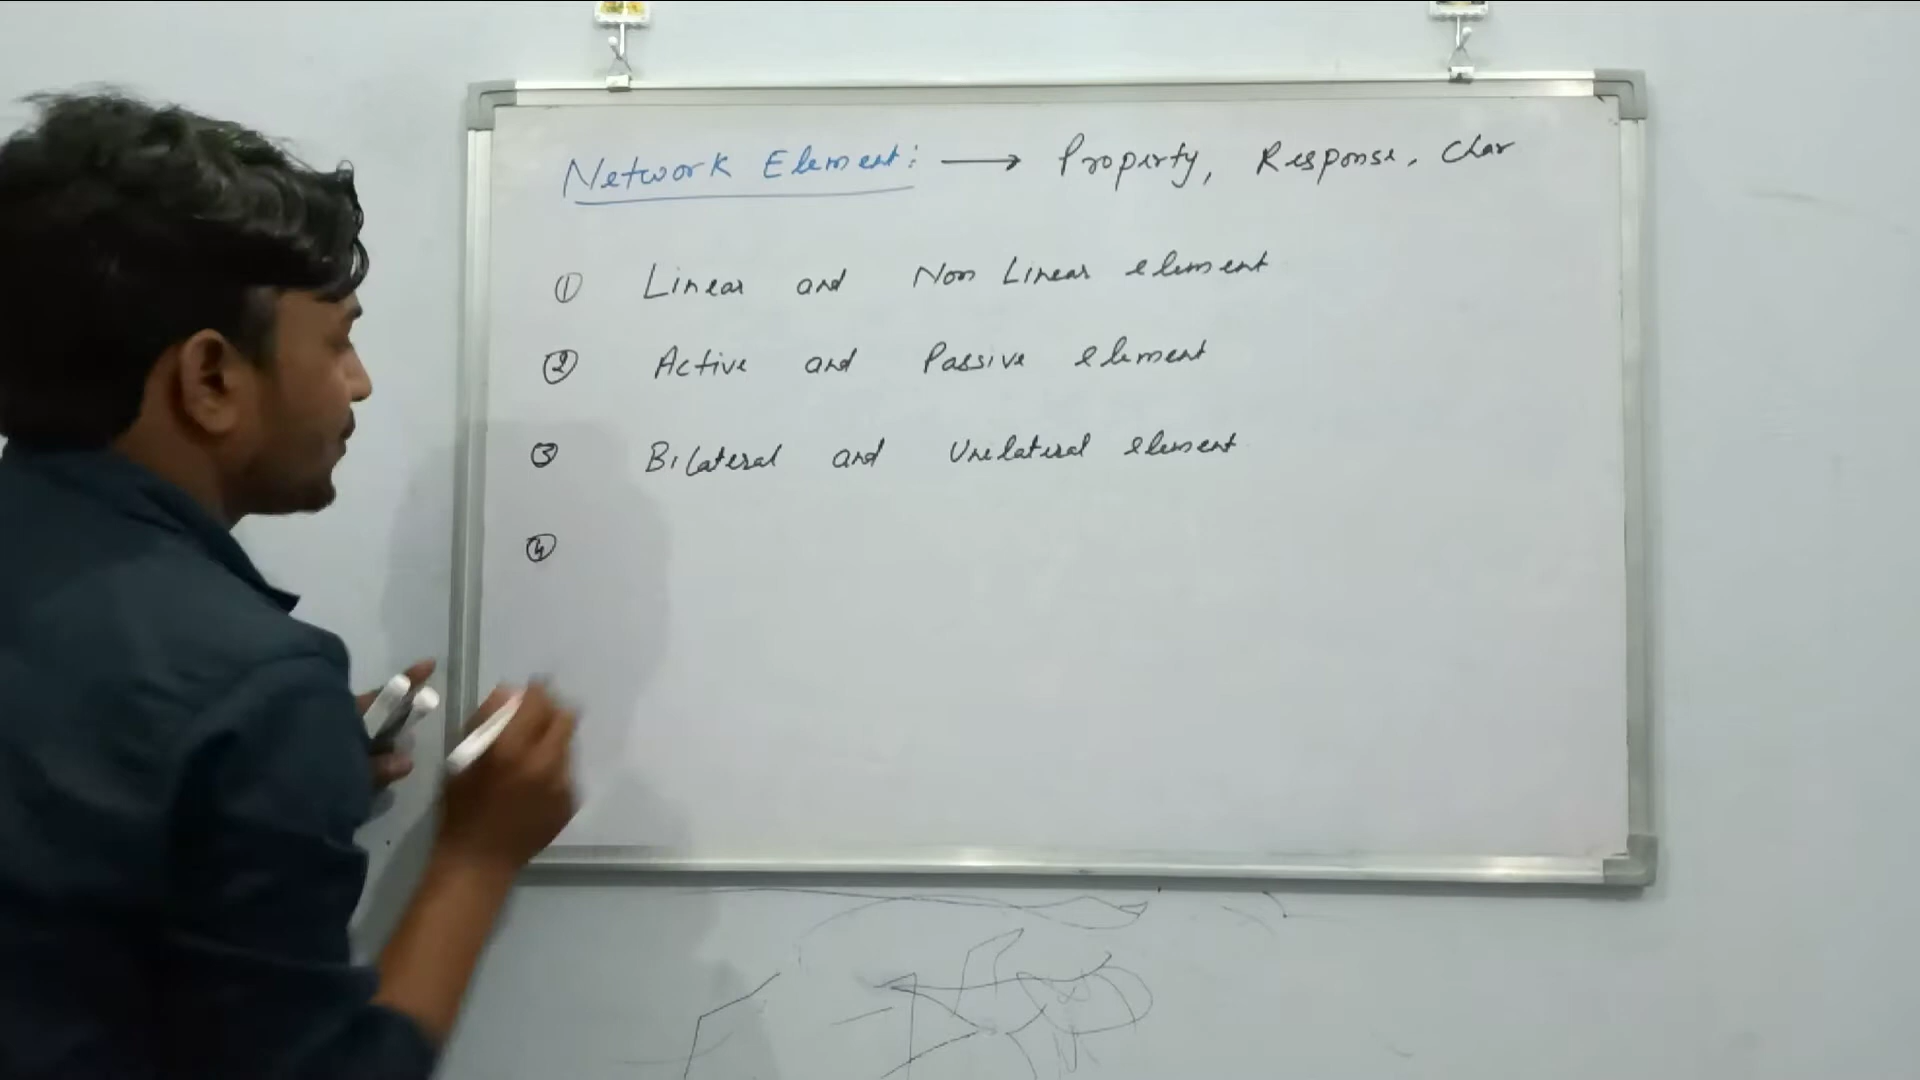 Network Element: → Property, Response, Char
① Linear and Non Linear element
② Active and Passive element
③ Bilateral and Unilateral element
④